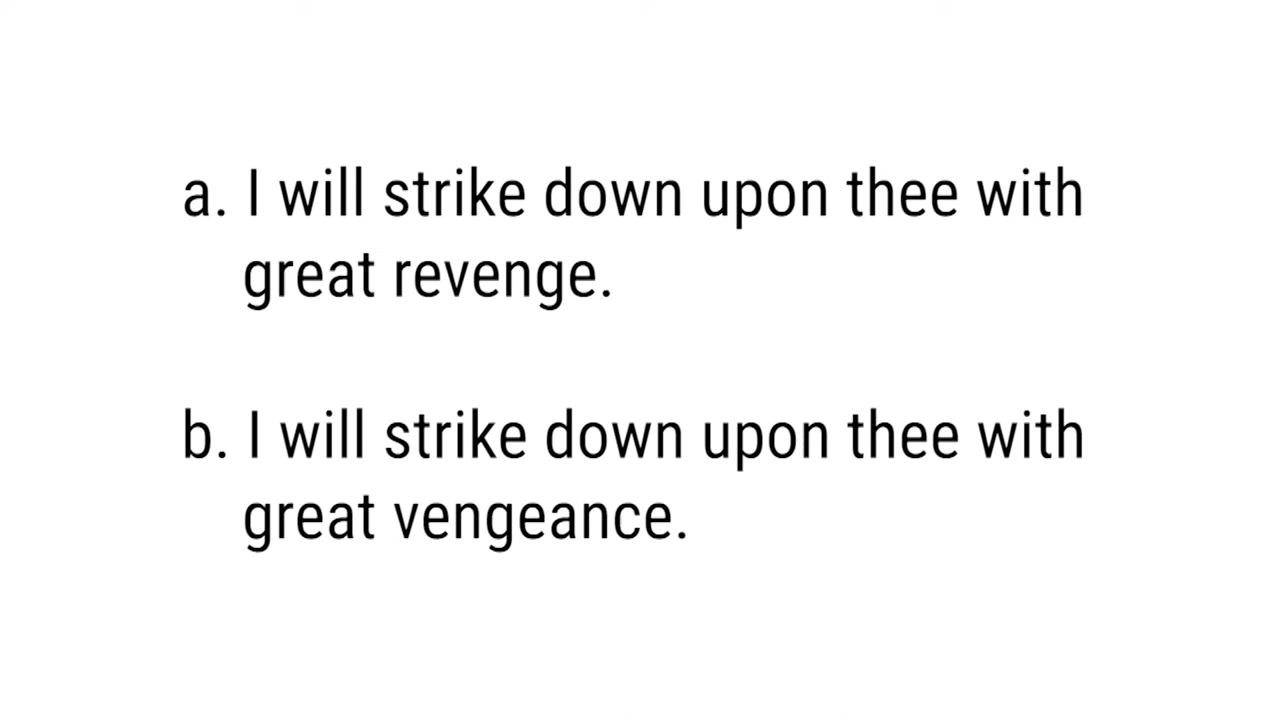 a. I will strike down upon thee with
great revenge.
b. I will strike down upon thee with
great vengeance.